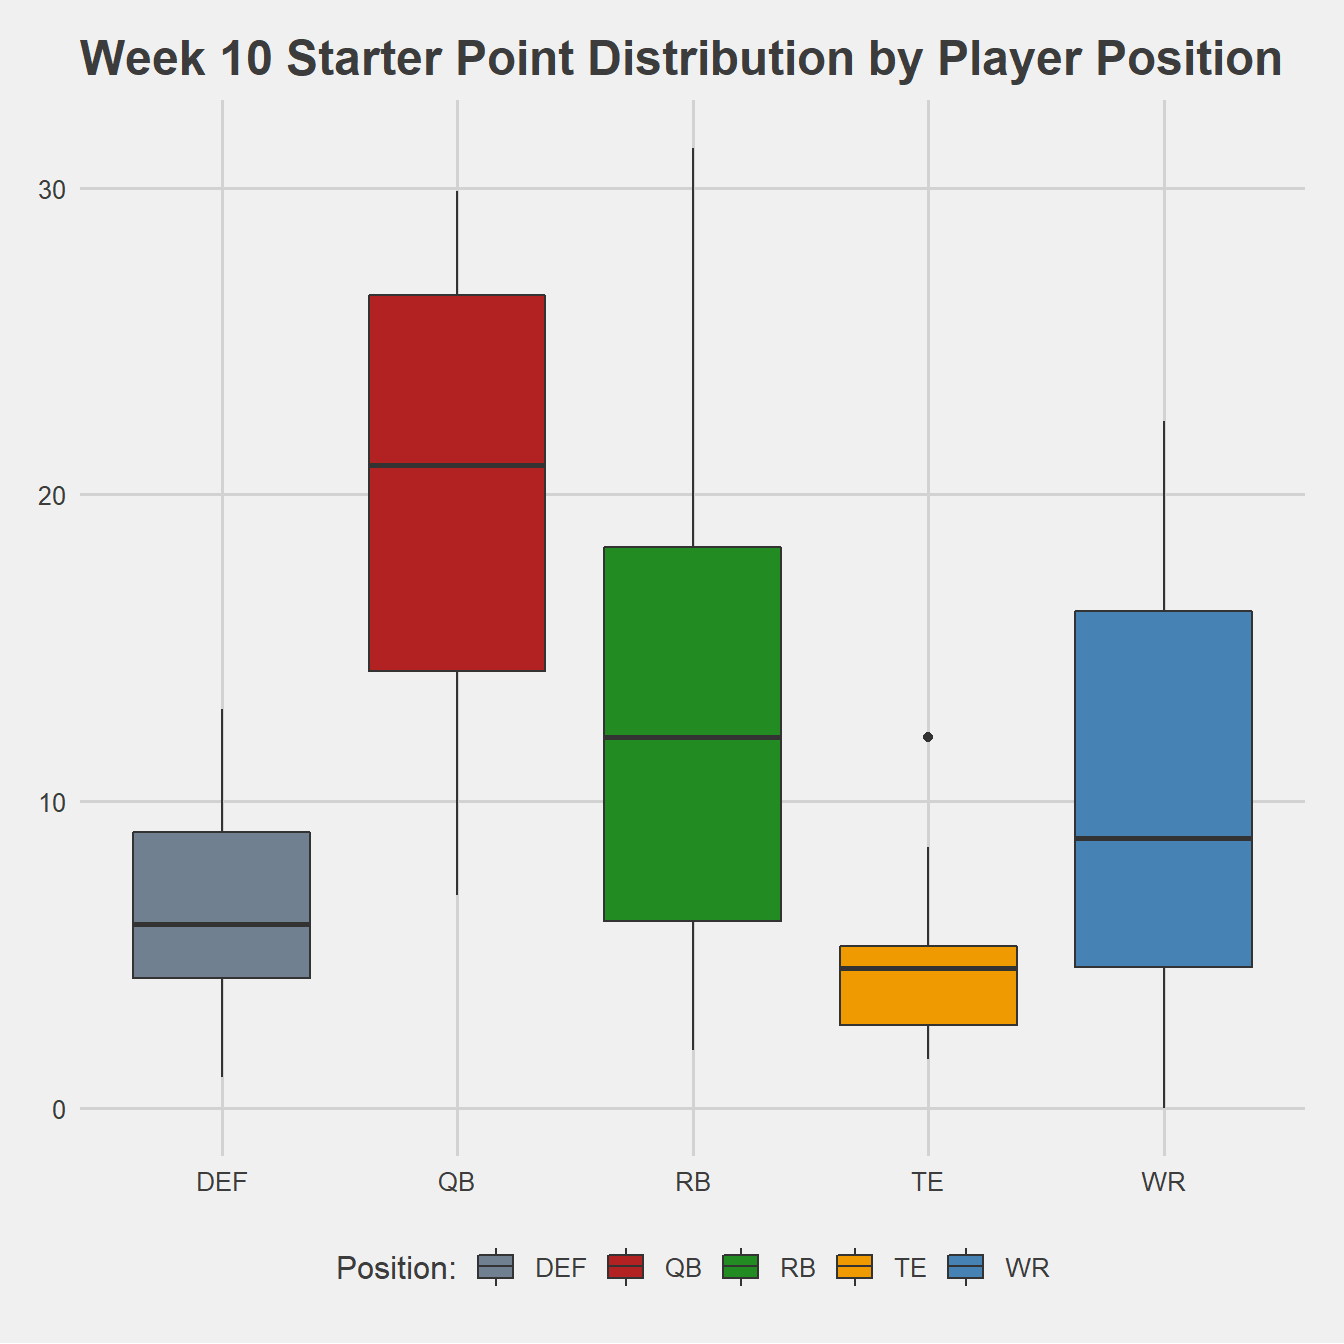 Week 10 Starter Point Distribution by Player Position
30
20
10
0
DEF QB RB TE WR
Position: DEF QB RB TE WR